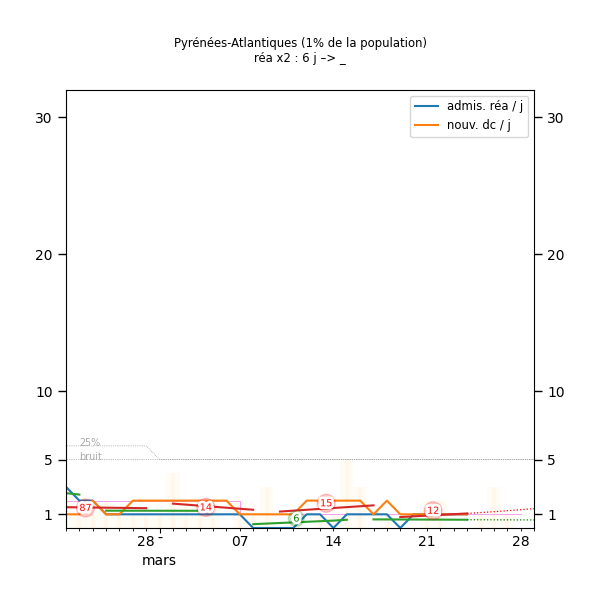 Pyrénées-Atlantiques (1% de la population)
réa x2 : 6 j –> _
admis. réa / j
nouv. dc / j
30 30
20 20
10 10
25%
bruit
5 5
87 14 6 15 12
1 1
28 07 14 21 28
mars